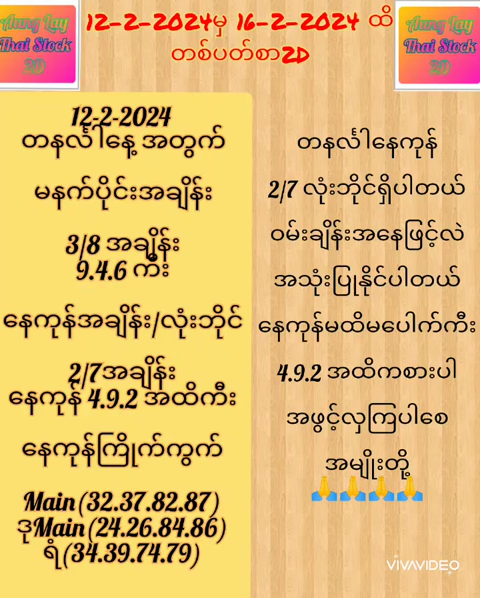 Aung Lay
Thai Stock
2D
12-2-2024မှ 16-2-2024 ထိ
တစ်ပတ်စာ2D
Aung Lay
Thai Stock
2D
12-2-2024
တနင်္လါနေ့ အတွက်
မနက်ပိုင်းအချိန်း
3/8 အချိန်း
9.4.6 ကီး
နေကုန်အချိန်း/လုံးဘိုင်
2/7အချိန်း
နေကုန် 4.9.2 အထိကီး
နေကုန်ကြိုက်ကွက်
Main(32.37.82.87)
ဒုMain(24.26.84.86)
ရံ(34.39.74.79)
တနင်္လါနေကုန်
2/7 လုံးဘိုင်ရှိပါတယ်
ဝမ်းချိန်းအနေဖြင့်လဲ
အသုံးပြုနိုင်ပါတယ်
နေကုန်မထိမပေါက်ကီး
4.9.2 အထိကစားပါ
အဖွင့်လှကြပါစေ
အမျိုးတို့
🙏🙏🙏🙏
VIVAVIDEO